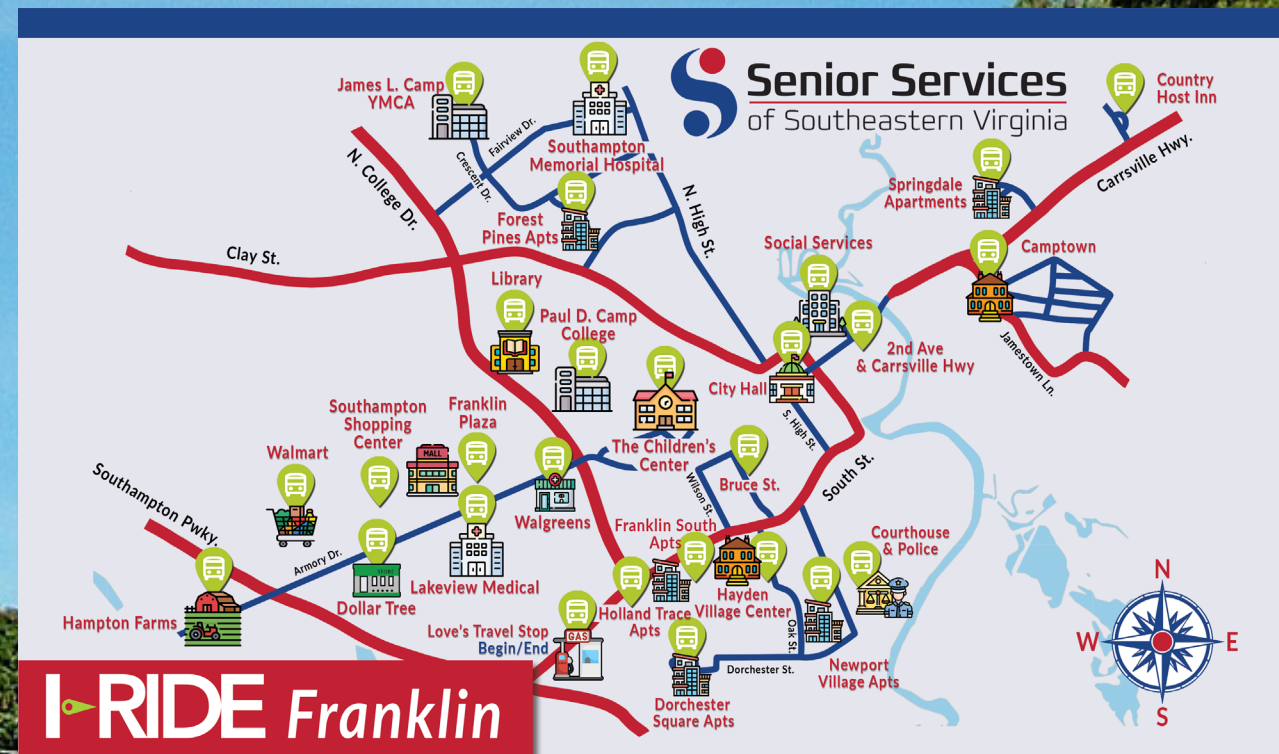 Senior Services
of Southeastern Virginia
James L. Camp
YMCA
Southampton
Memorial Hospital
Fairview Dr.
Crescent Dr.
N. College Dr.
N. High St.
Country
Host Inn
Carrsville Hwy.
Springdale
Apartments
Forest
Pines Apts
Clay St.
Social Services
Camptown
Library
Paul D. Camp
College
2nd Ave
& Carrsville Hwy
Jamestown Ln.
City Hall
S. High St.
Southampton
Shopping
Center
Franklin
Plaza
MALL
The Children's
Center
Walmart
Southampton Pwky.
Walgreens
Wilson St.
Bruce St.
South St.
Franklin South
Apts
Courthouse
& Police
Armory Dr.
STORE
Dollar Tree
Lakeview Medical
Hampton Farms
Holland Trace
Apts
Hayden
Village Center
Love's Travel Stop
Begin/End
GAS
Oak St.
Dorchester St.
Newport
Village Apts
Dorchester
Square Apts
N
W
E
S
I-RIDE Franklin